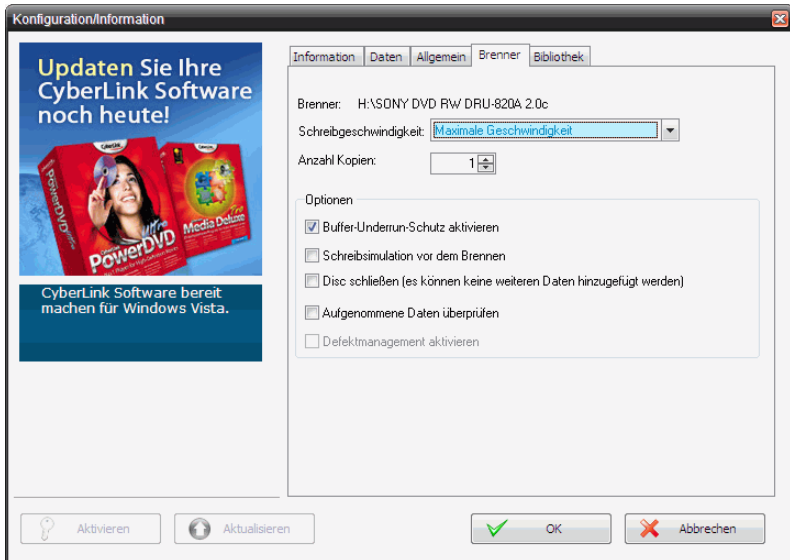 Konfiguration/Information
Updaten Sie Ihre
CyberLink Software
noch heute!
CyberLink
PowerDVD
Ultra
CyberLink
Media Deluxe
CyberLink Software bereit
machen für Windows Vista.
Information
Daten
Allgemein
Brenner
Bibliothek
Brenner: H:\SONY DVD RW DRU-820A 2.0c
Schreibgeschwindigkeit: Maximale Geschwindigkeit
Anzahl Kopien: 1
Optionen
Buffer-Underrun-Schutz aktivieren
Schreibsimulation vor dem Brennen
Disc schließen (es können keine weiteren Daten hinzugefügt werden)
Aufgenommene Daten überprüfen
Defektmanagement aktivieren
Aktivieren
Aktualisieren
OK
Abbrechen